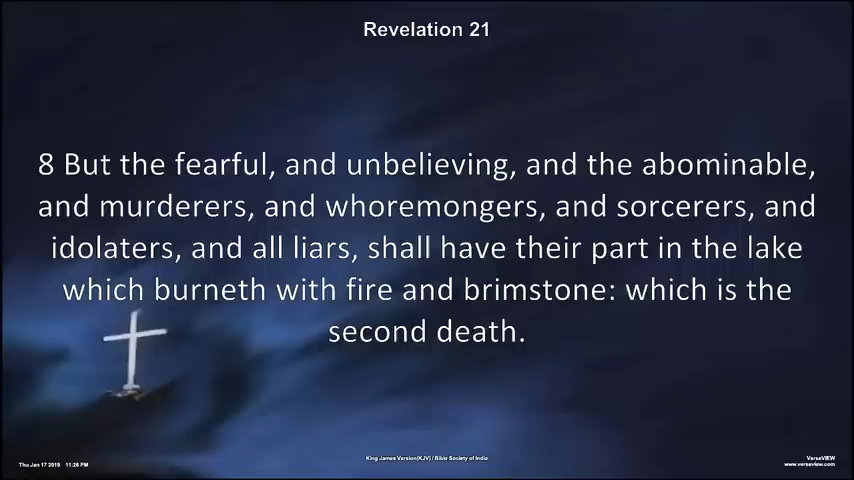 Revelation 21
8 But the fearful, and unbelieving, and the abominable,
and murderers, and whoremongers, and sorcerers, and
idolaters, and all liars, shall have their part in the lake
which burneth with fire and brimstone: which is the
second death.
King James Version(KJV) / Bible Society of India
Thu Jan 17 2019 11:26 PM
VerseVIEW
www.verseview.com